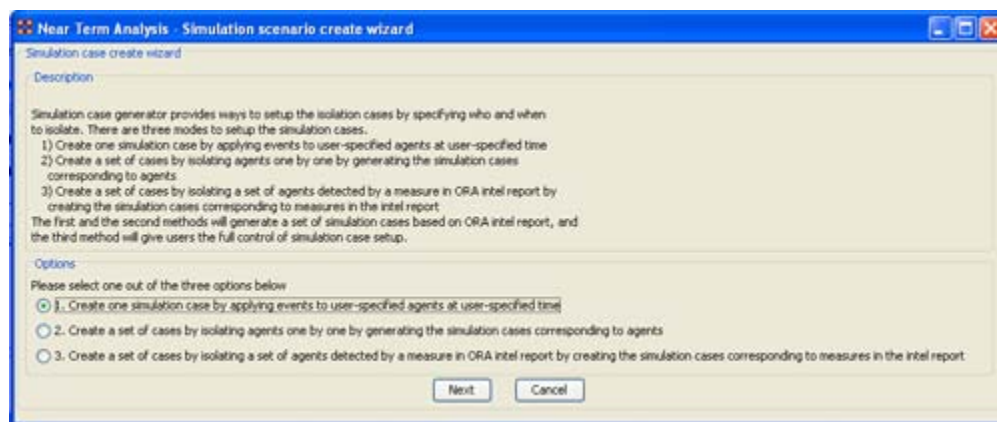 Near Term Analysis - Simulation scenario create wizard
Simulation case create wizard
Description
Simulation case generator provides ways to setup the isolation cases by specifying who and when
to isolate. There are three modes to setup the simulation cases.
1) Create one simulation case by applying events to user-specified agents at user-specified time
2) Create a set of cases by isolating agents one by one by generating the simulation cases
corresponding to agents
3) Create a set of cases by isolating a set of agents detected by a measure in ORA intel report by
creating the simulation cases corresponding to measures in the intel report
The first and the second methods will generate a set of simulation cases based on ORA intel report, and
the third method will give users the full control of simulation case setup.
Options
Please select one out of the three options below
1. Create one simulation case by applying events to user-specified agents at user-specified time
2. Create a set of cases by isolating agents one by one by generating the simulation cases corresponding to agents
3. Create a set of cases by isolating a set of agents detected by a measure in ORA intel report by creating the simulation cases corresponding to measures in the intel report
Next Cancel